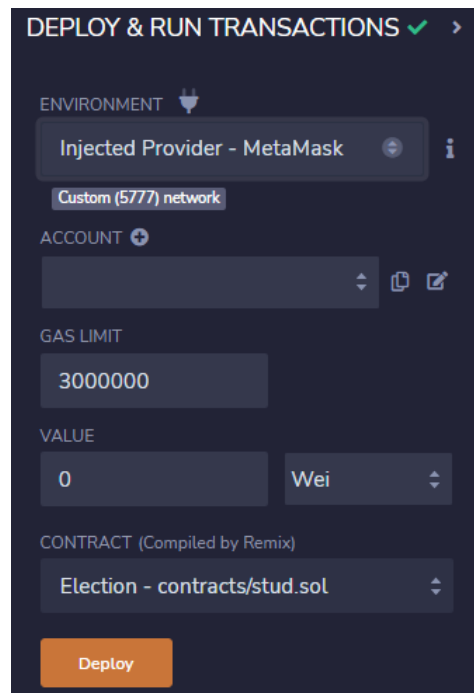 DEPLOY & RUN TRANSACTIONS
ENVIRONMENT
Injected Provider - MetaMask
Custom (5777) network
ACCOUNT
GAS LIMIT
3000000
VALUE
0 Wei
CONTRACT (Compiled by Remix)
Election - contracts/stud.sol
Deploy